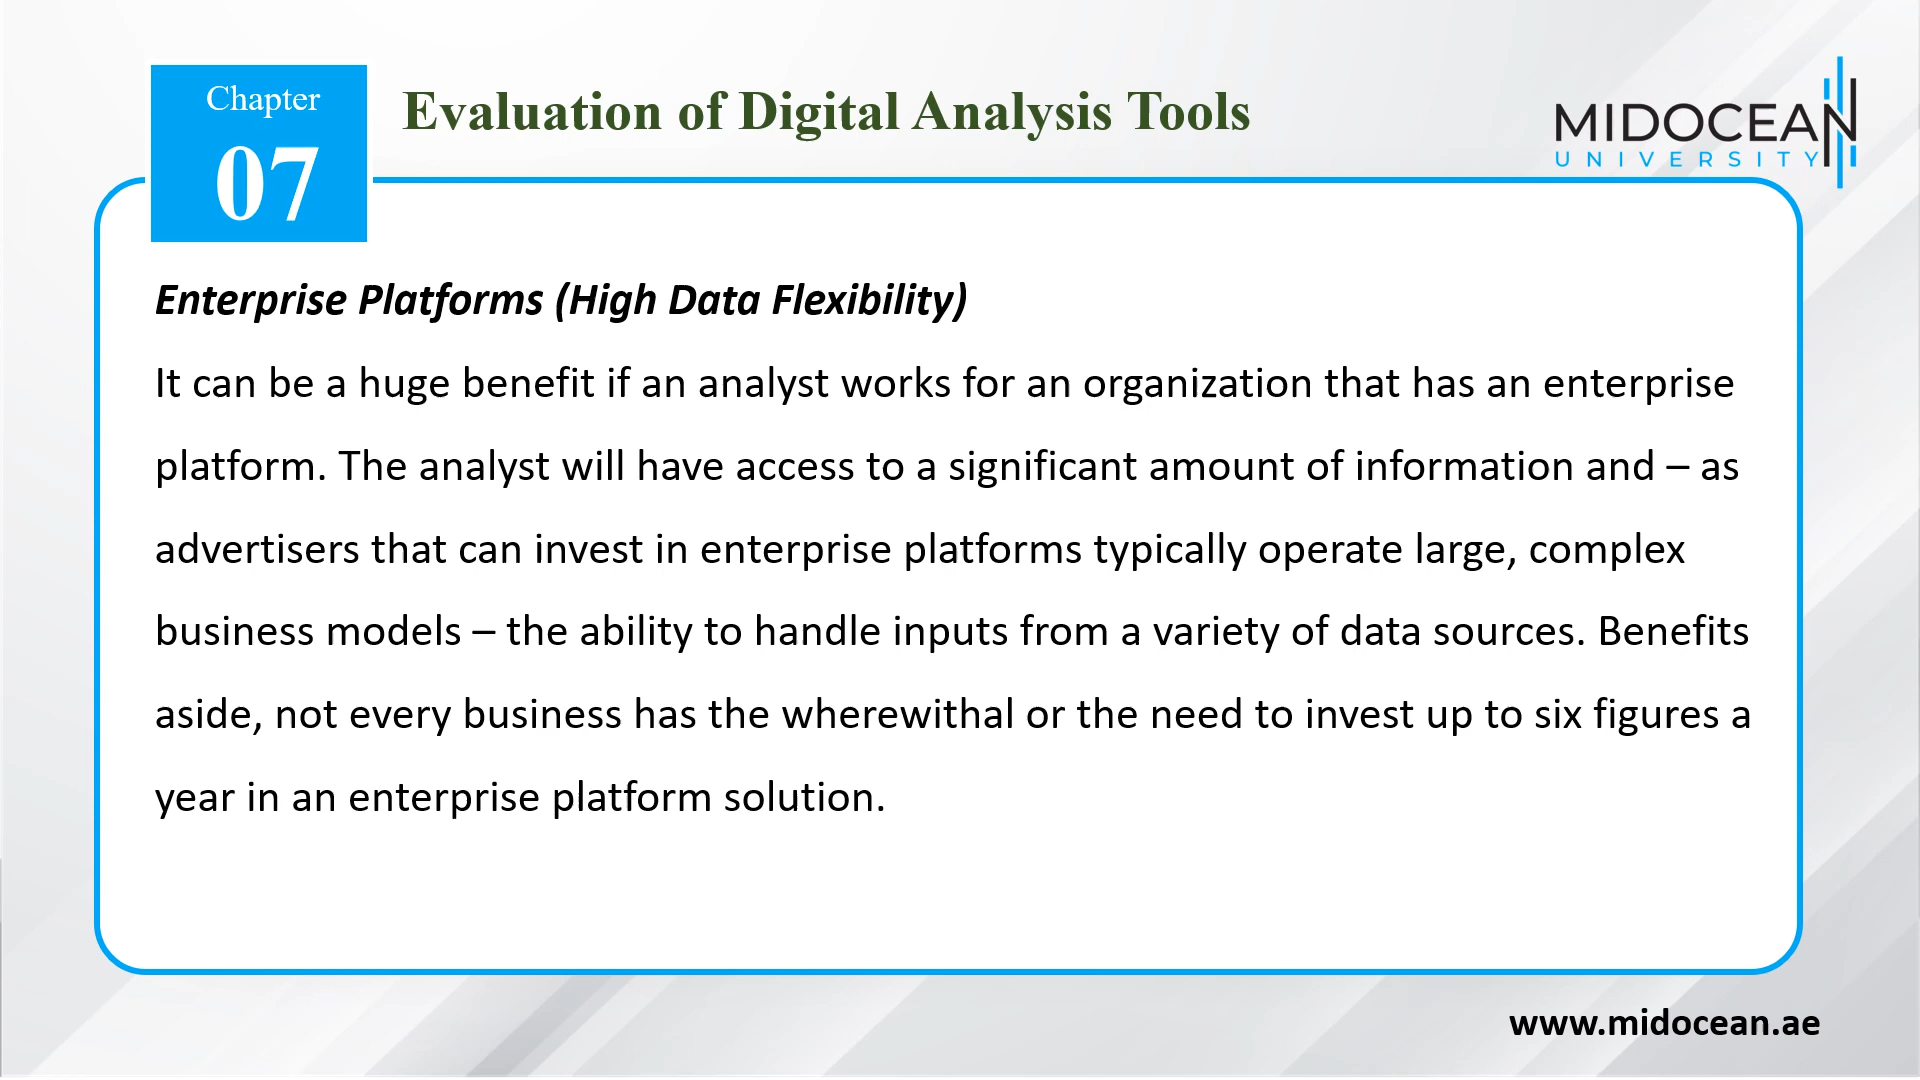 Chapter
07
Evaluation of Digital Analysis Tools
MIDOCEAN
UNIVERSITY
Enterprise Platforms (High Data Flexibility)
It can be a huge benefit if an analyst works for an organization that has an enterprise
platform. The analyst will have access to a significant amount of information and – as
advertisers that can invest in enterprise platforms typically operate large, complex
business models – the ability to handle inputs from a variety of data sources. Benefits
aside, not every business has the wherewithal or the need to invest up to six figures a
year in an enterprise platform solution.
www.midocean.ae